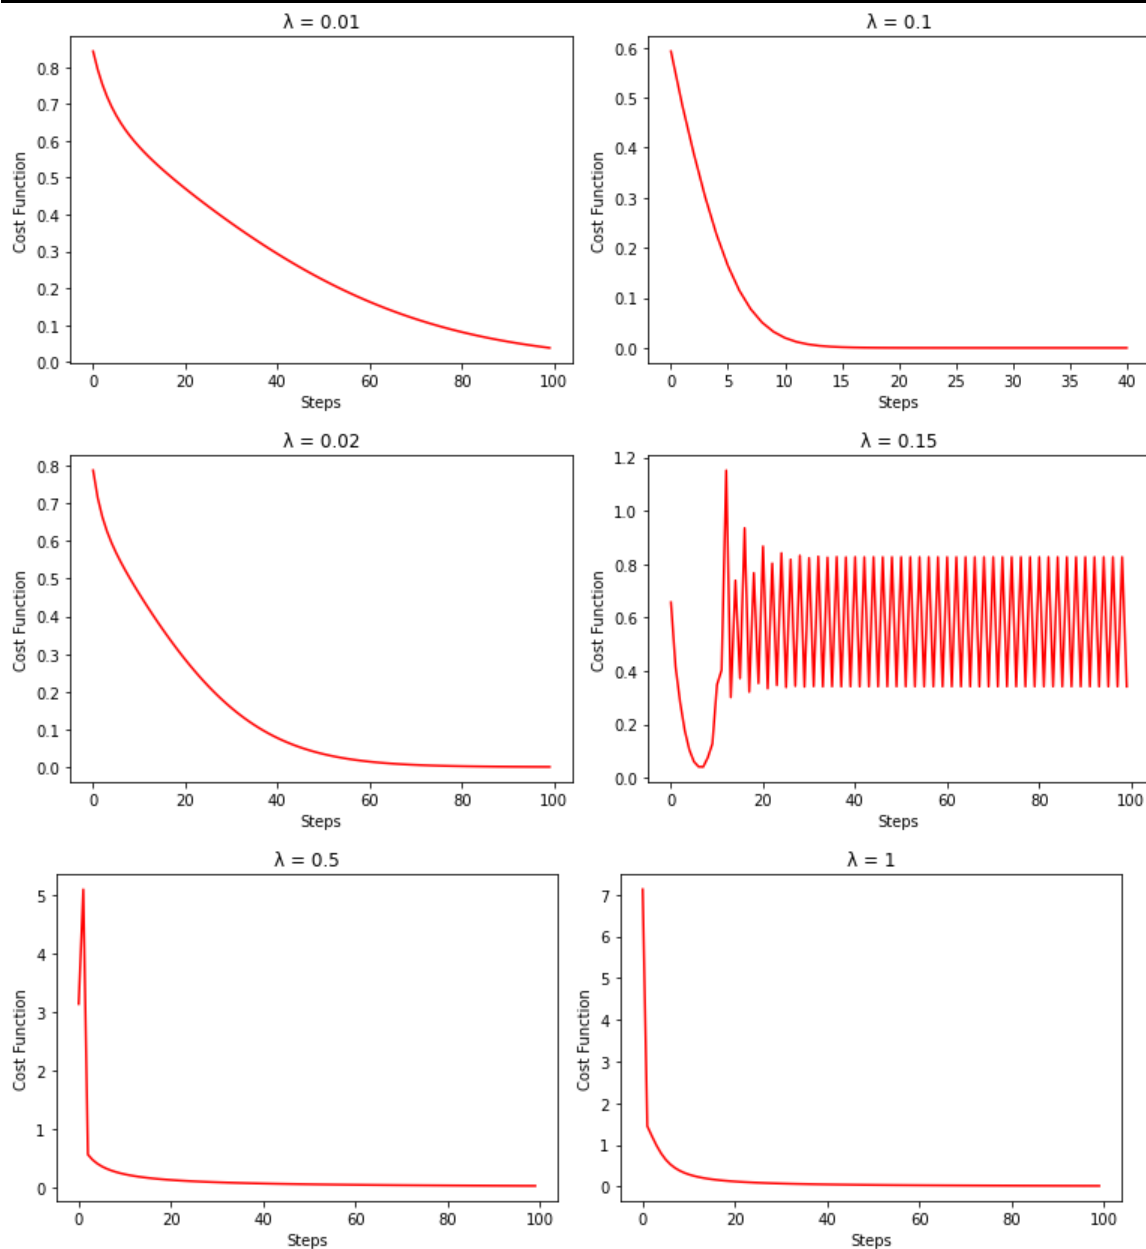 λ = 0.01
0.8
0.7
0.6
0.5
0.4
0.3
0.2
0.1
0.0
Cost Function
0 20 40 60 80 100
Steps
λ = 0.1
0.6
0.5
0.4
0.3
0.2
0.1
0.0
Cost Function
0 5 10 15 20 25 30 35 40
Steps
λ = 0.02
0.8
0.7
0.6
0.5
0.4
0.3
0.2
0.1
0.0
Cost Function
0 20 40 60 80 100
Steps
λ = 0.15
1.2
1.0
0.8
0.6
0.4
0.2
0.0
Cost Function
0 20 40 60 80 100
Steps
λ = 0.5
5
4
3
2
1
0
Cost Function
0 20 40 60 80 100
Steps
λ = 1
7
6
5
4
3
2
1
0
Cost Function
0 20 40 60 80 100
Steps